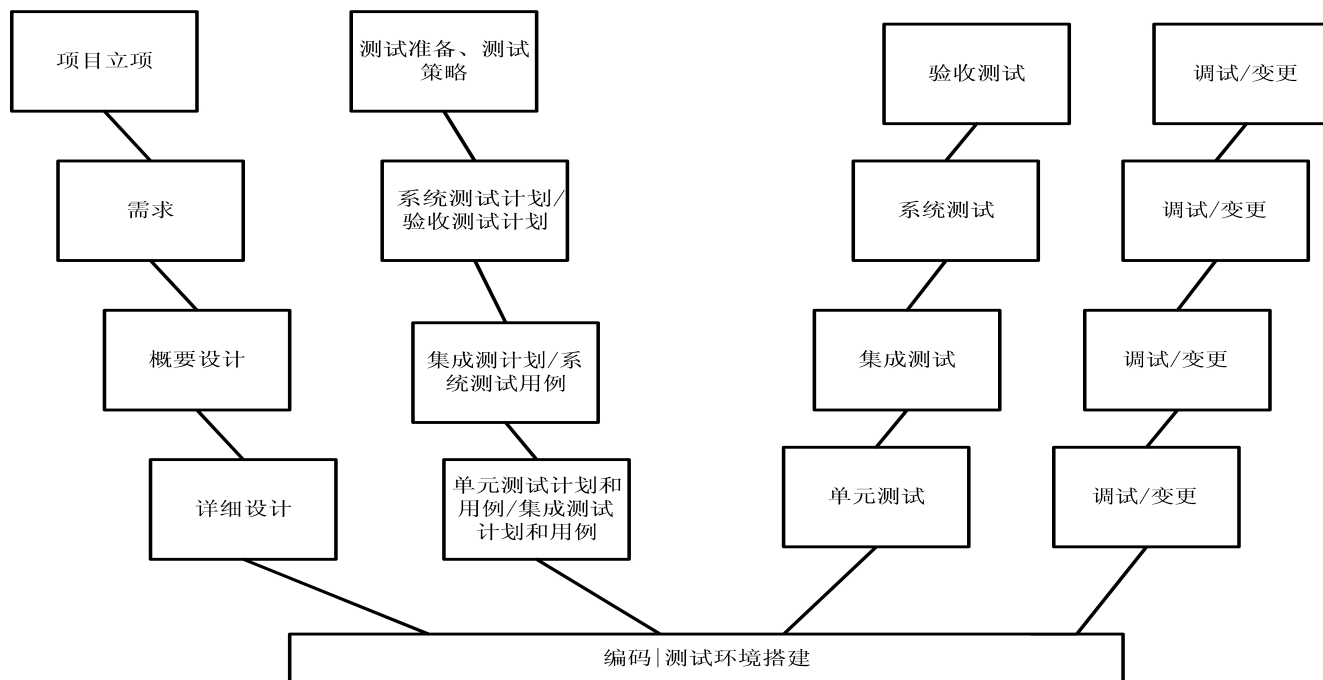 项目立项
测试准备、测试
策略
验收测试
调试/变更
需求
系统测试计划/
验收测试计划
系统测试
调试/变更
概要设计
集成测计划/系
统测试用例
集成测试
调试/变更
详细设计
单元测试计划和
用例/集成测试
计划和用例
单元测试
调试/变更
编码|测试环境搭建